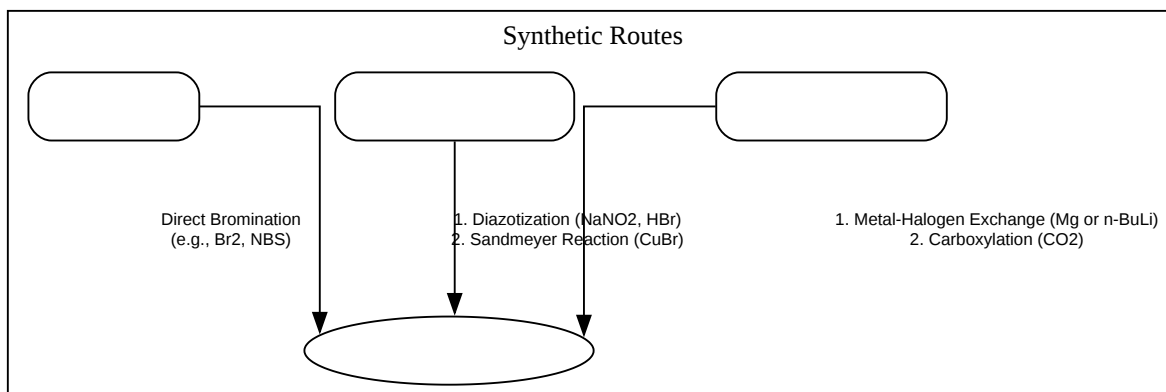 Synthetic Routes
Direct Bromination
(e.g., Br2, NBS)
1. Diazotization (NaNO2, HBr)
2. Sandmeyer Reaction (CuBr)
1. Metal-Halogen Exchange (Mg or n-BuLi)
2. Carboxylation (CO2)